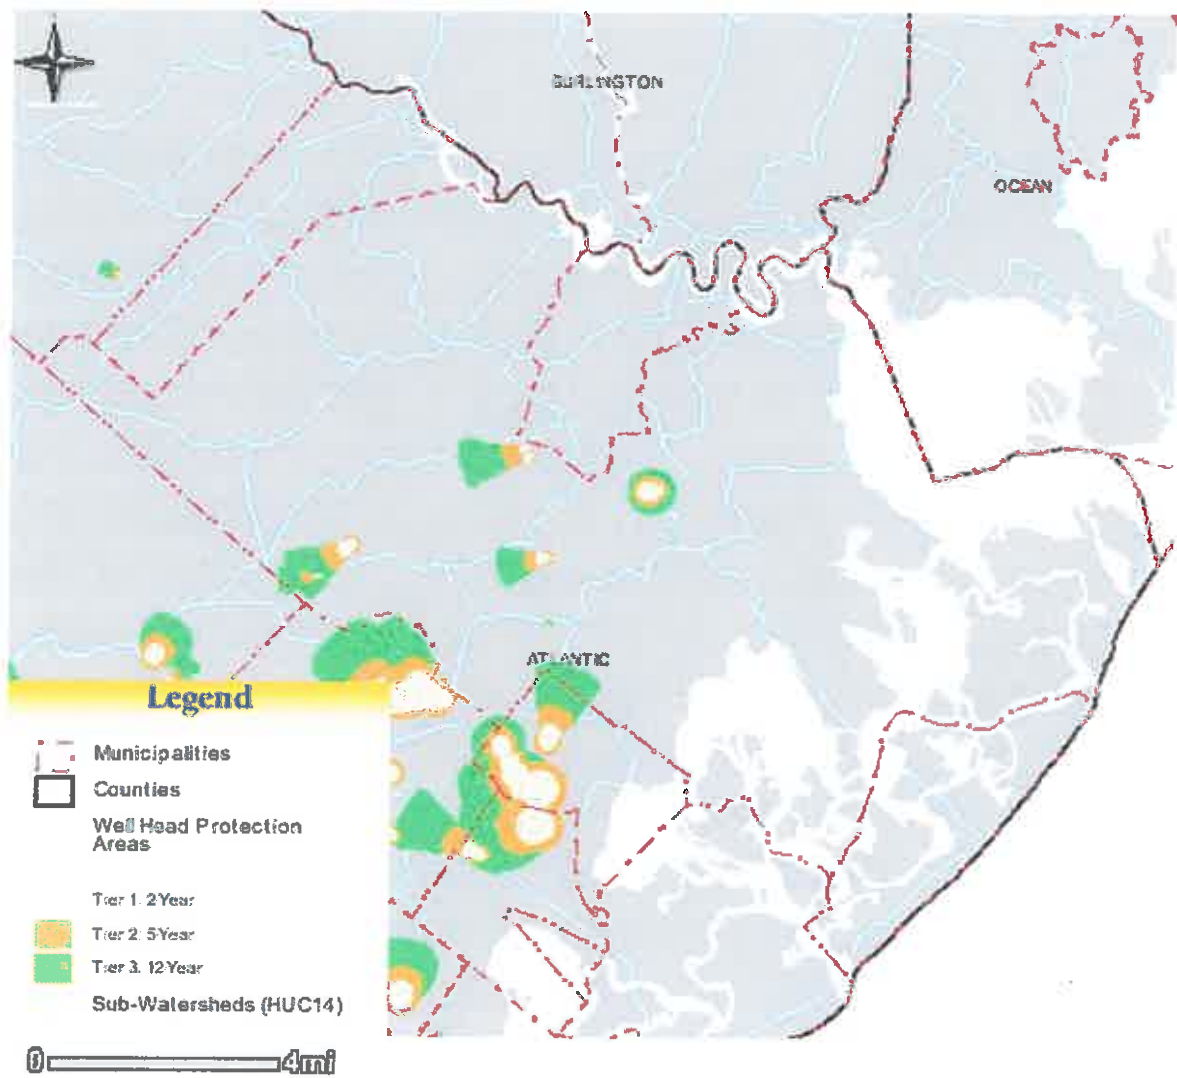 BURLINGTON
OCEAN
ATLANTIC
Legend
Municipalities
Counties
Well Head Protection
Areas
Tier 1. 2 Year
Tier 2. 5 Year
Tier 3. 12 Year
Sub-Watersheds (HUC14)
0 4mi